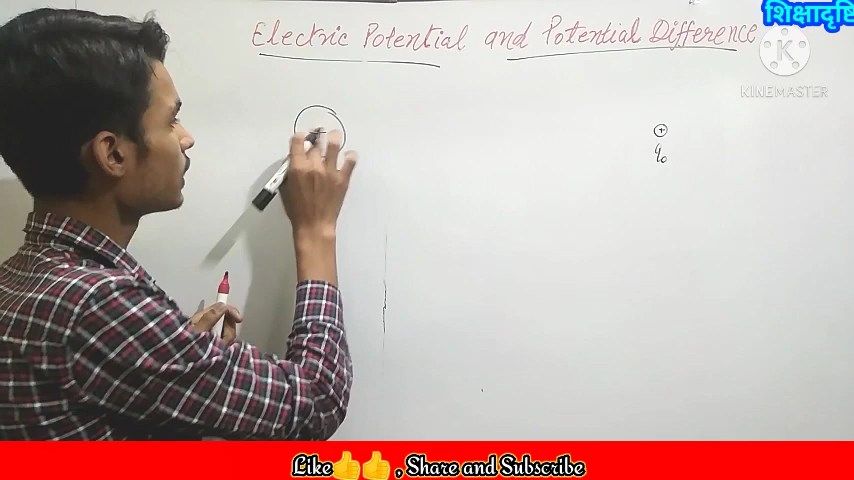 शिक्षादृष्टि
Electric Potential and Potential Difference
KINEMASTER
+
+
q₀
Like👍👍, Share and Subscribe